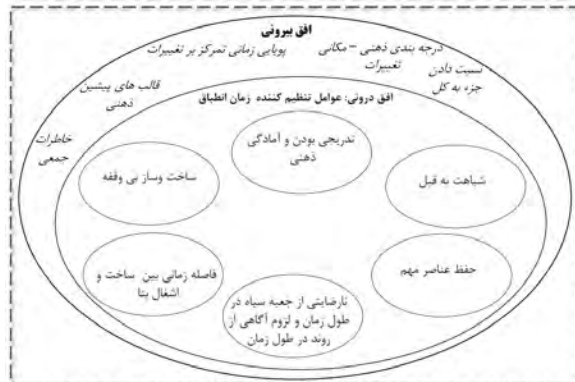 افق بیرونی
درجه بندی ذهنی – مکانی
تغییرات
پویایی زمانی تمرکز بر تغییرات
نسبت دادن
جزء به کل
قالب های پیشین
ذهنی
خاطرات
جمعی
افق درونی: عوامل تنظیم کننده زمان انطباق
تدریجی بودن و آمادگی
ذهنی
شباهت به قبل
ساخت وساز بی وقفه
حفظ عناصر مهم
فاصله زمانی بین ساخت و
اشغال بنا
نارضایتی از جعبه سیاه در
طول زمان و لزوم آگاهی از
روند در طول زمان